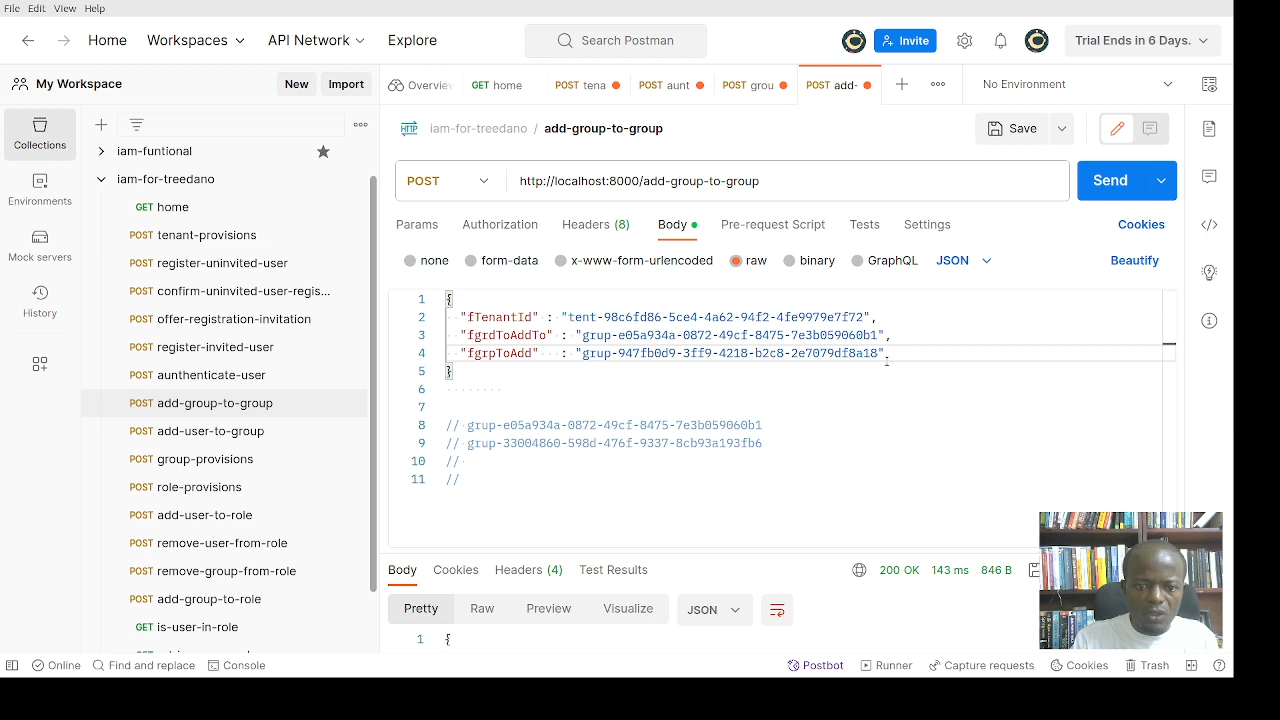 File Edit View Help
Home Workspaces API Network Explore Search Postman Invite Trial Ends in 6 Days.
My Workspace New Import
Overview GET home POST tena POST aunt POST grou POST add- No Environment
Collections
Environments
Mock servers
History
iam-funtional
iam-for-treedano
GET home
POST tenant-provisions
POST register-uninvited-user
POST confirm-uninvited-user-regis...
POST offer-registration-invitation
POST register-invited-user
POST aunthenticate-user
POST add-group-to-group
POST add-user-to-group
POST group-provisions
POST role-provisions
POST add-user-to-role
POST remove-user-from-role
POST remove-group-from-role
POST add-group-to-role
GET is-user-in-role
HTTP iam-for-treedano / add-group-to-group Save
POST http://localhost:8000/add-group-to-group Send
Params Authorization Headers (8) Body Pre-request Script Tests Settings Cookies
none form-data x-www-form-urlencoded raw binary GraphQL JSON Beautify
1 {
2 "fTenantId" : "tent-98c6fd86-5ce4-4a62-94f2-4fe9979e7f72",
3 "fgrdToAddTo" : "grup-e05a934a-0872-49cf-8475-7e3b059060b1",
4 "fgrpToAdd" : "grup-947fb0d9-3ff9-4218-b2c8-2e7079df8a18",
5 }
6
7
8 // grup-e05a934a-0872-49cf-8475-7e3b059060b1
9 // grup-33004860-598d-476f-9337-8cb93a193fb6
10 //
11 //
Body Cookies Headers (4) Test Results 200 OK 143 ms 846 B
Pretty Raw Preview Visualize JSON
1 {
Online Find and replace Console Postbot Runner Capture requests Cookies Trash